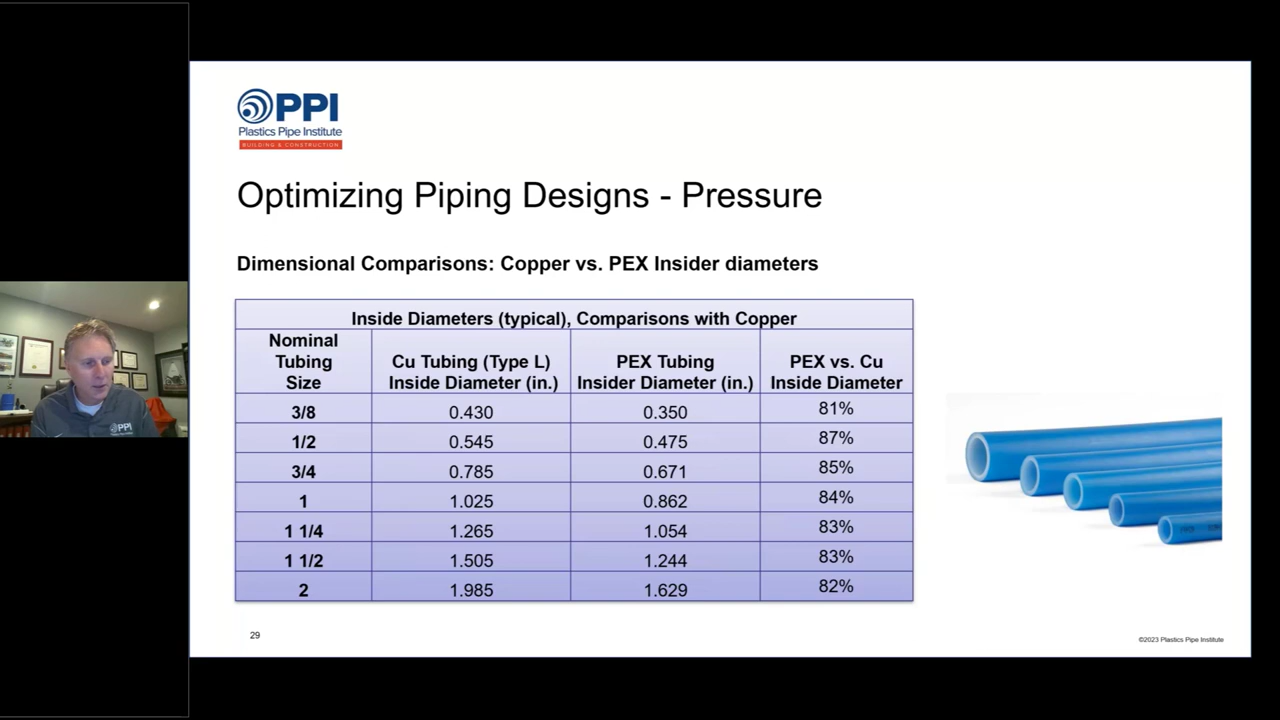 PPI
Plastics Pipe Institute
BUILDING & CONSTRUCTION
Optimizing Piping Designs - Pressure
Dimensional Comparisons: Copper vs. PEX Insider diameters
Inside Diameters (typical), Comparisons with Copper
Nominal Tubing Size Cu Tubing (Type L) Inside Diameter (in.) PEX Tubing Insider Diameter (in.) PEX vs. Cu Inside Diameter
3/8 0.430 0.350 81%
1/2 0.545 0.475 87%
3/4 0.785 0.671 85%
1 1.025 0.862 84%
1 1/4 1.265 1.054 83%
1 1/2 1.505 1.244 83%
2 1.985 1.629 82%
29
©2023 Plastics Pipe Institute
PPI